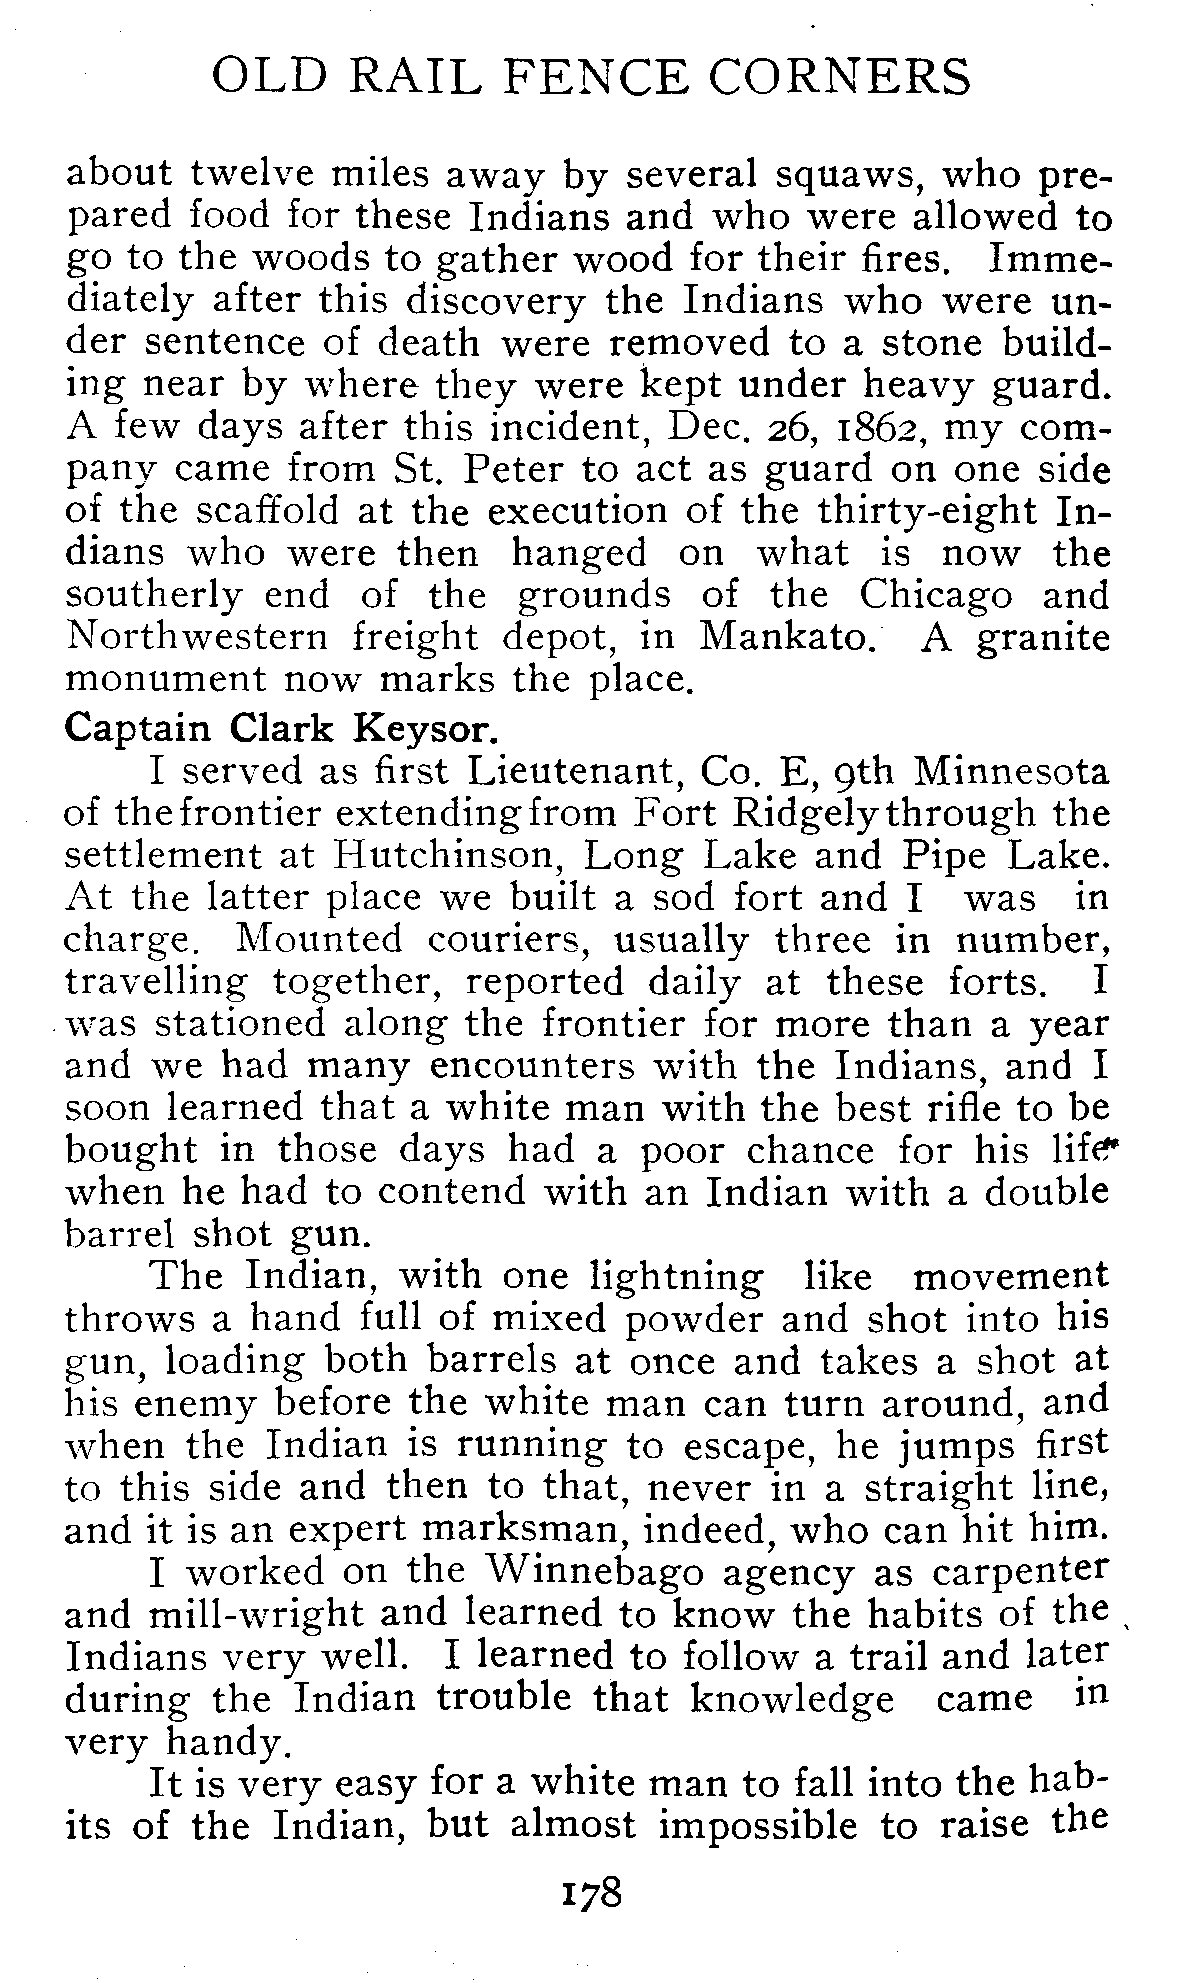 OLD RAIL FENCE CORNERS
about twelve miles away by several squaws, who pre-
pared food for these Indians and who were allowed to
go to the woods to gather wood for their fires. Imme-
diately after this discovery the Indians who were un-
der sentence of death were removed to a stone build-
ing near by where they were kept under heavy guard.
A few days after this incident, Dec. 26, 1862, my com-
pany came from St. Peter to act as guard on one side
of the scaffold at the execution of the thirty-eight In-
dians who were then hanged on what is now the
southerly end of the grounds of the Chicago and
Northwestern freight depot, in Mankato. A granite
monument now marks the place.
Captain Clark Keysor.
I served as first Lieutenant, Co. E, 9th Minnesota
of thefrontier extendingfrom Fort Ridgelythrough the
settlement at Hutchinson, Long Lake and Pipe Lake.
At the latter place we built a sod fort and I was in
charge. Mounted couriers, usually three in number,
travelling together, reported daily at these forts. I
was stationed along the frontier for more than a year
and we had many encounters with the Indians, and I
soon learned that a white man with the best rifle to be
bought in those days had a poor chance for his life
when he had to contend with an Indian with a double
barrel shot gun.
The Indian, with one lightning like movement
throws a hand full of mixed powder and shot into his
gun, loading both barrels at once and takes a shot at
his enemy before the white man can turn around, and
when the Indian is running to escape, he jumps first
to this side and then to that, never in a straight line,
and it is an expert marksman, indeed, who can hit him.
I worked on the Winnebago agency as carpenter
and mill-wright and learned to know the habits of the
Indians very well. I learned to follow a trail and later
during the Indian trouble that knowledge came in
very handy.
It is very easy for a white man to fall into the hab-
its of the Indian, but almost impossible to raise the
178